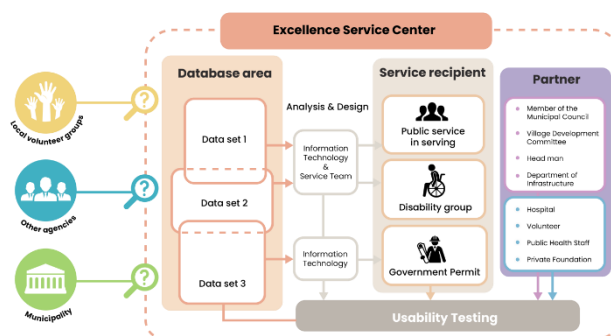 Excellence Service Center
Database area
Service recipient
Partner
Local volunteer groups
Other agencies
Municipality
Data set 1
Data set 2
Data set 3
Analysis & Design
Information
Technology
&
Service Team
Information
Technology
Public service
in serving
Disability group
Government Permit
Member of the
Municipal Council
Village Development
Committee
Head man
Department of
Infrastructure
Hospital
Volunteer
Public Health Staff
Private Foundation
Usability Testing